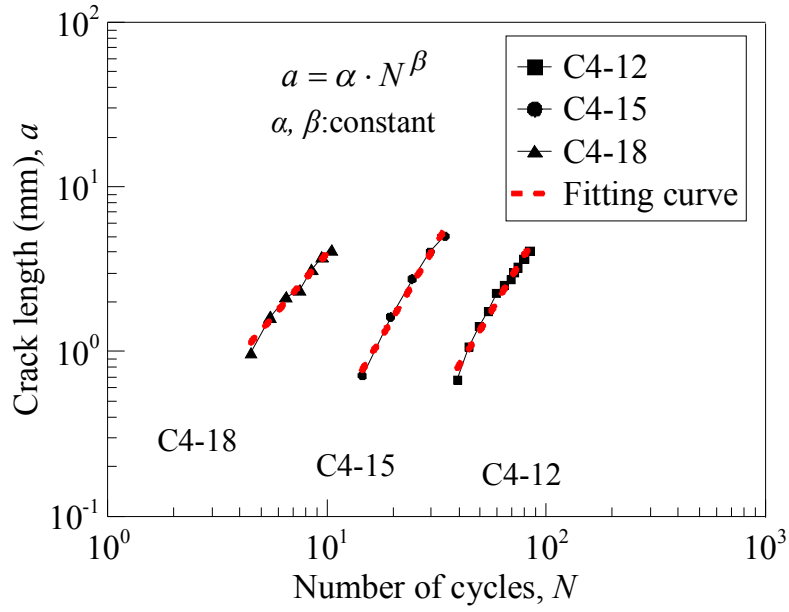 10²
a = α · N^β
α, β:constant
C4-12
C4-15
C4-18
Fitting curve
10¹
Crack length (mm), a
10⁰
C4-18
C4-15
C4-12
10⁻¹
10⁰ 10¹ 10² 10³
Number of cycles, N